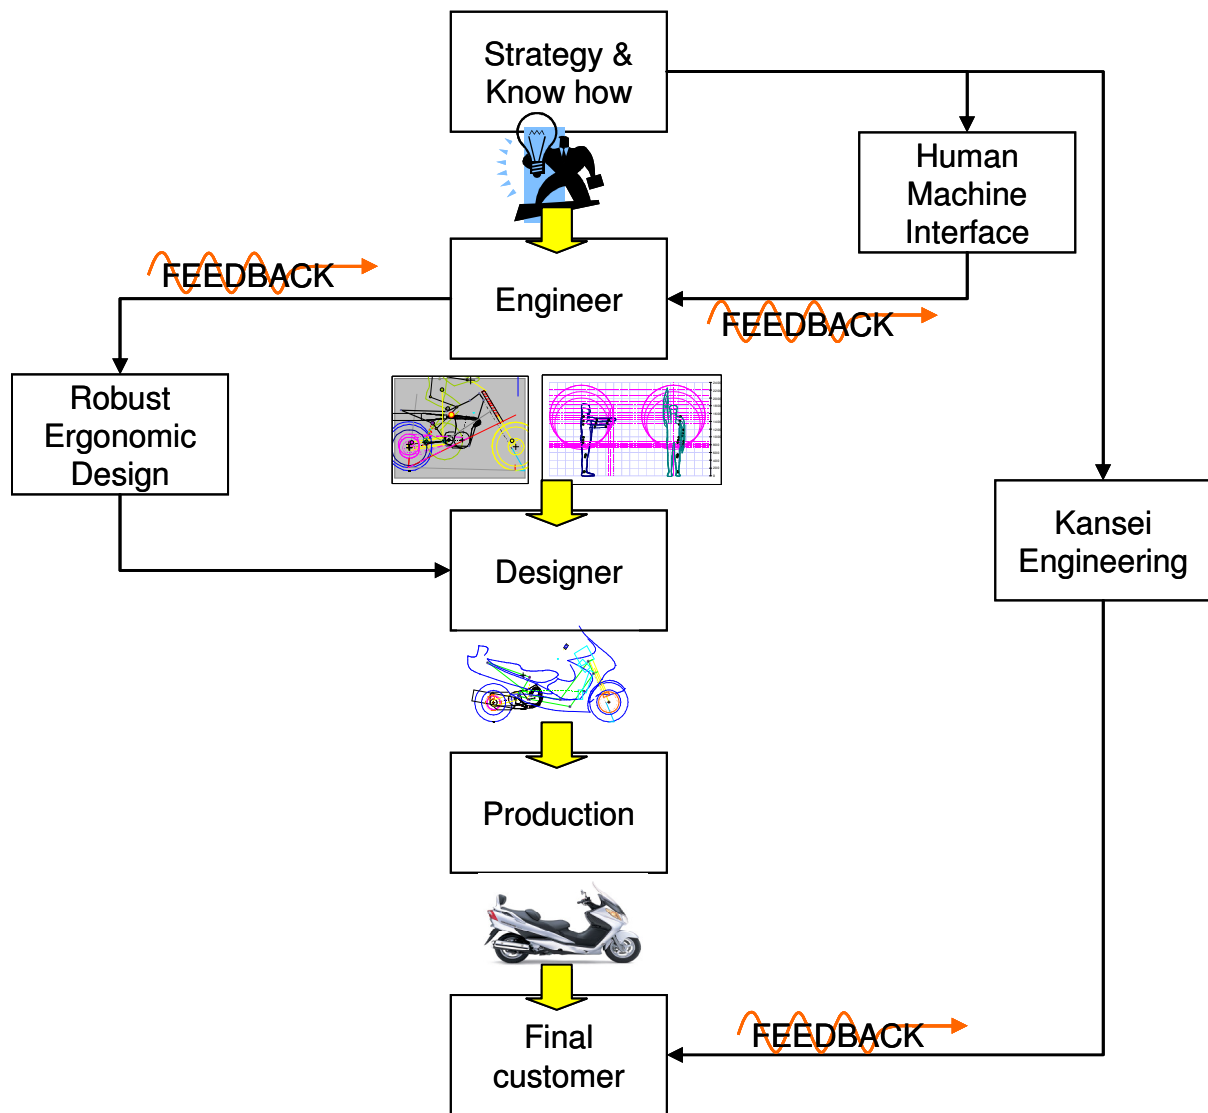 Strategy &
Know how
Human
Machine
Interface
FEEDBACK
Engineer
FEEDBACK
Robust
Ergonomic
Design
Kansei
Engineering
Designer
Production
Final
customer
FEEDBACK